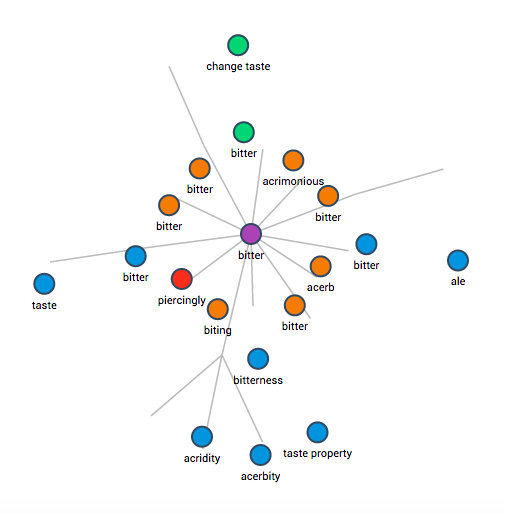 change taste
bitter
acrimonious
bitter
bitter
bitter
bitter
bitter
bitter
ale
acerb
taste
piercingly
biting
bitter
bitterness
taste property
acridity
acerbity